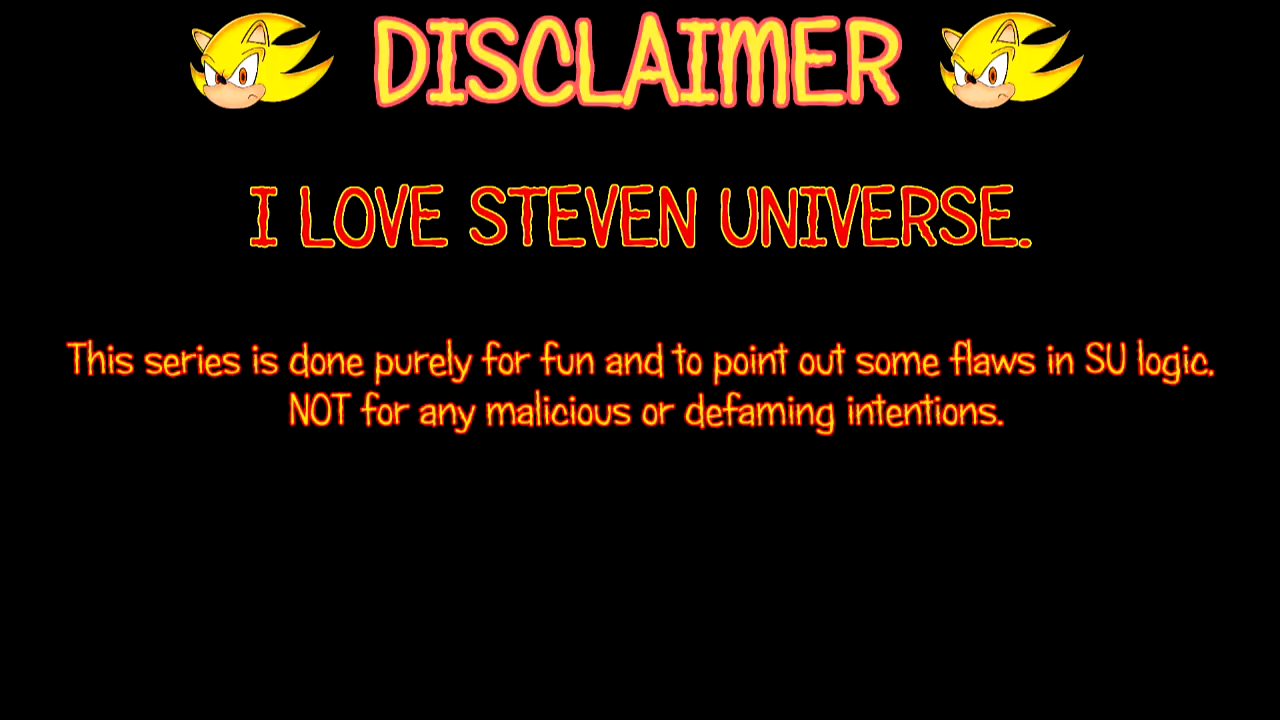 DISCLAIMER
I LOVE STEVEN UNIVERSE.
This series is done purely for fun and to point out some flaws in SU logic.
NOT for any malicious or defaming intentions.